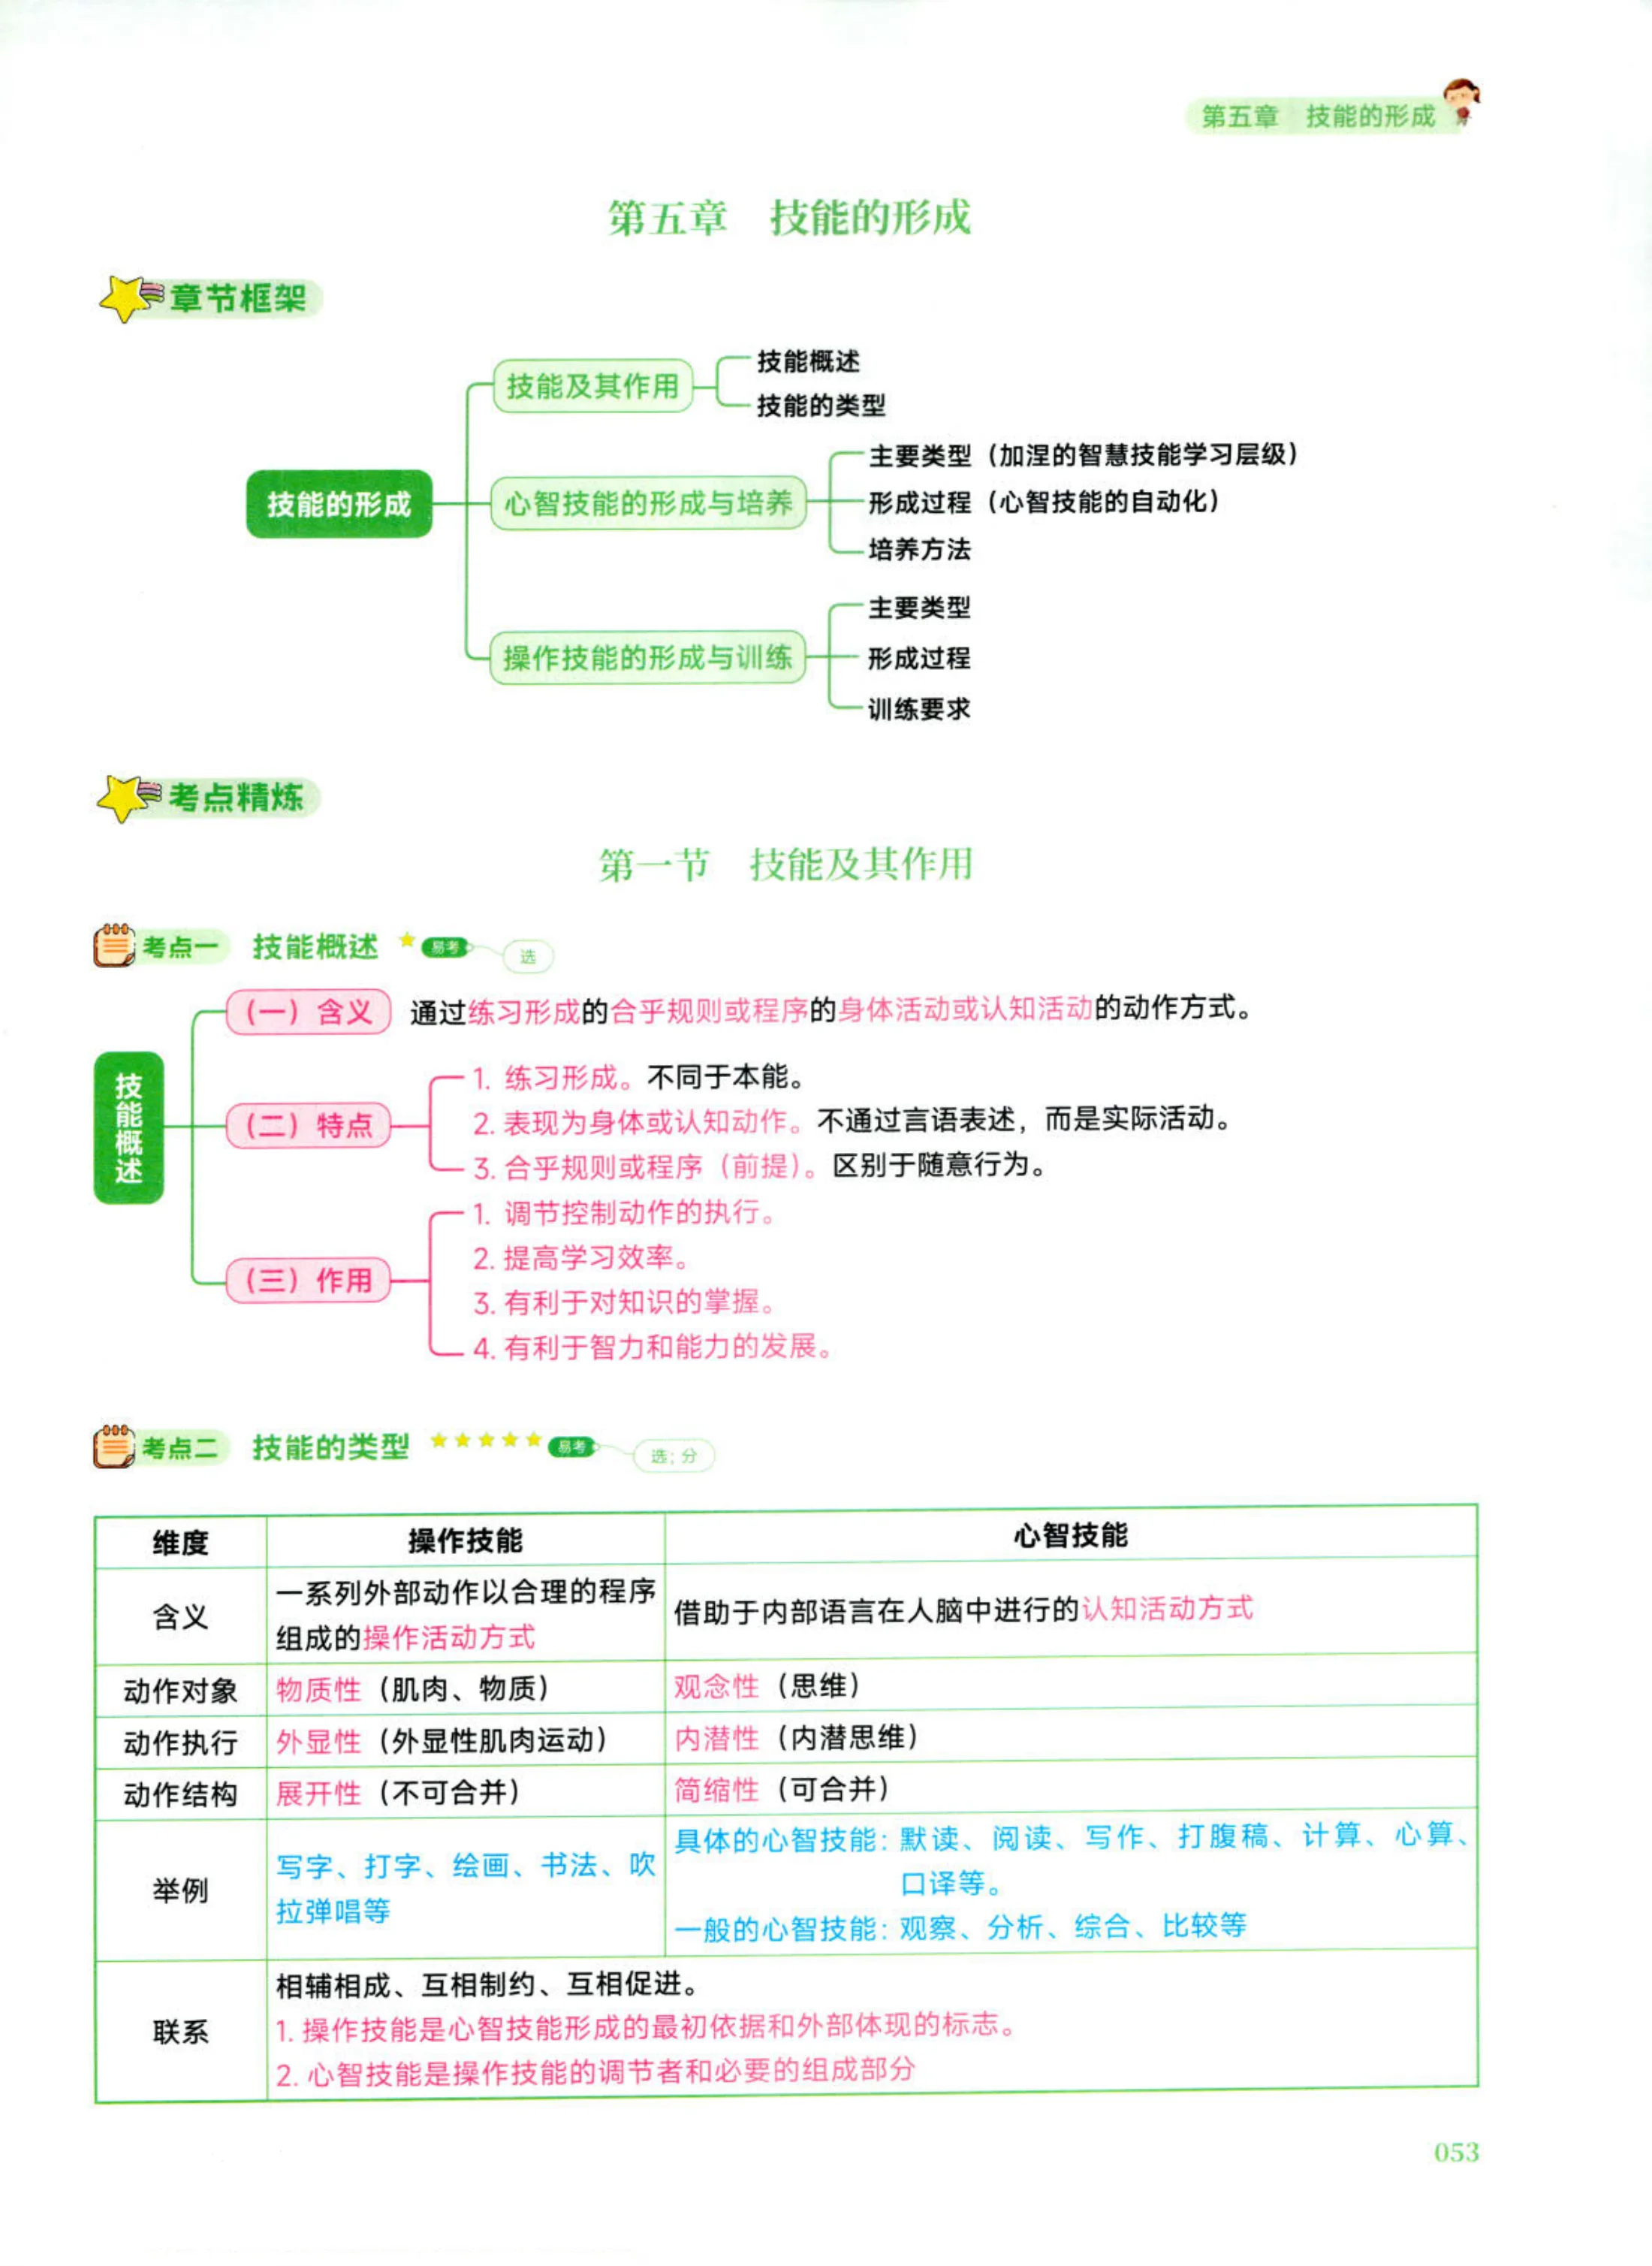 第五章 技能的形成
第五章 技能的形成
章节框架
技能的形成
技能及其作用
技能概述
技能的类型
心智技能的形成与培养
主要类型（加涅的智慧技能学习层级）
形成过程（心智技能的自动化）
培养方法
操作技能的形成与训练
主要类型
形成过程
训练要求
考点精炼
第一节 技能及其作用
考点一 技能概述 易考 选
技能概述
（一）含义 通过练习形成的合乎规则或程序的身体活动或认知活动的动作方式。
（二）特点
1. 练习形成。不同于本能。
2. 表现为身体或认知动作。不通过言语表述，而是实际活动。
3. 合乎规则或程序（前提）。区别于随意行为。
（三）作用
1. 调节控制动作的执行。
2. 提高学习效率。
3. 有利于对知识的掌握。
4. 有利于智力和能力的发展。
考点二 技能的类型 易考 选；分
维度 操作技能 心智技能
含义
一系列外部动作以合理的程序
组成的操作活动方式
借助于内部语言在人脑中进行的认知活动方式
动作对象 物质性（肌肉、物质） 观念性（思维）
动作执行 外显性（外显性肌肉运动） 内潜性（内潜思维）
动作结构 展开性（不可合并） 简缩性（可合并）
举例
写字、打字、绘画、书法、吹
拉弹唱等
具体的心智技能：默读、阅读、写作、打腹稿、计算、心算、
口译等。
一般的心智技能：观察、分析、综合、比较等
联系
相辅相成、互相制约、互相促进。
1. 操作技能是心智技能形成的最初依据和外部体现的标志。
2. 心智技能是操作技能的调节者和必要的组成部分
053